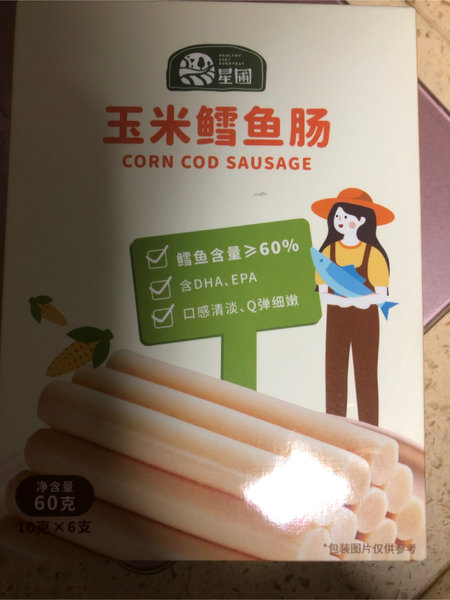 HEALTHY
DIET
EVERYDAY
星圃
玉米鳕鱼肠
CORN COD SAUSAGE
鳕鱼含量≥60%
含DHA、EPA
口感清淡、Q弹细嫩
净含量
60克
10克×6支
*包装图片仅供参考